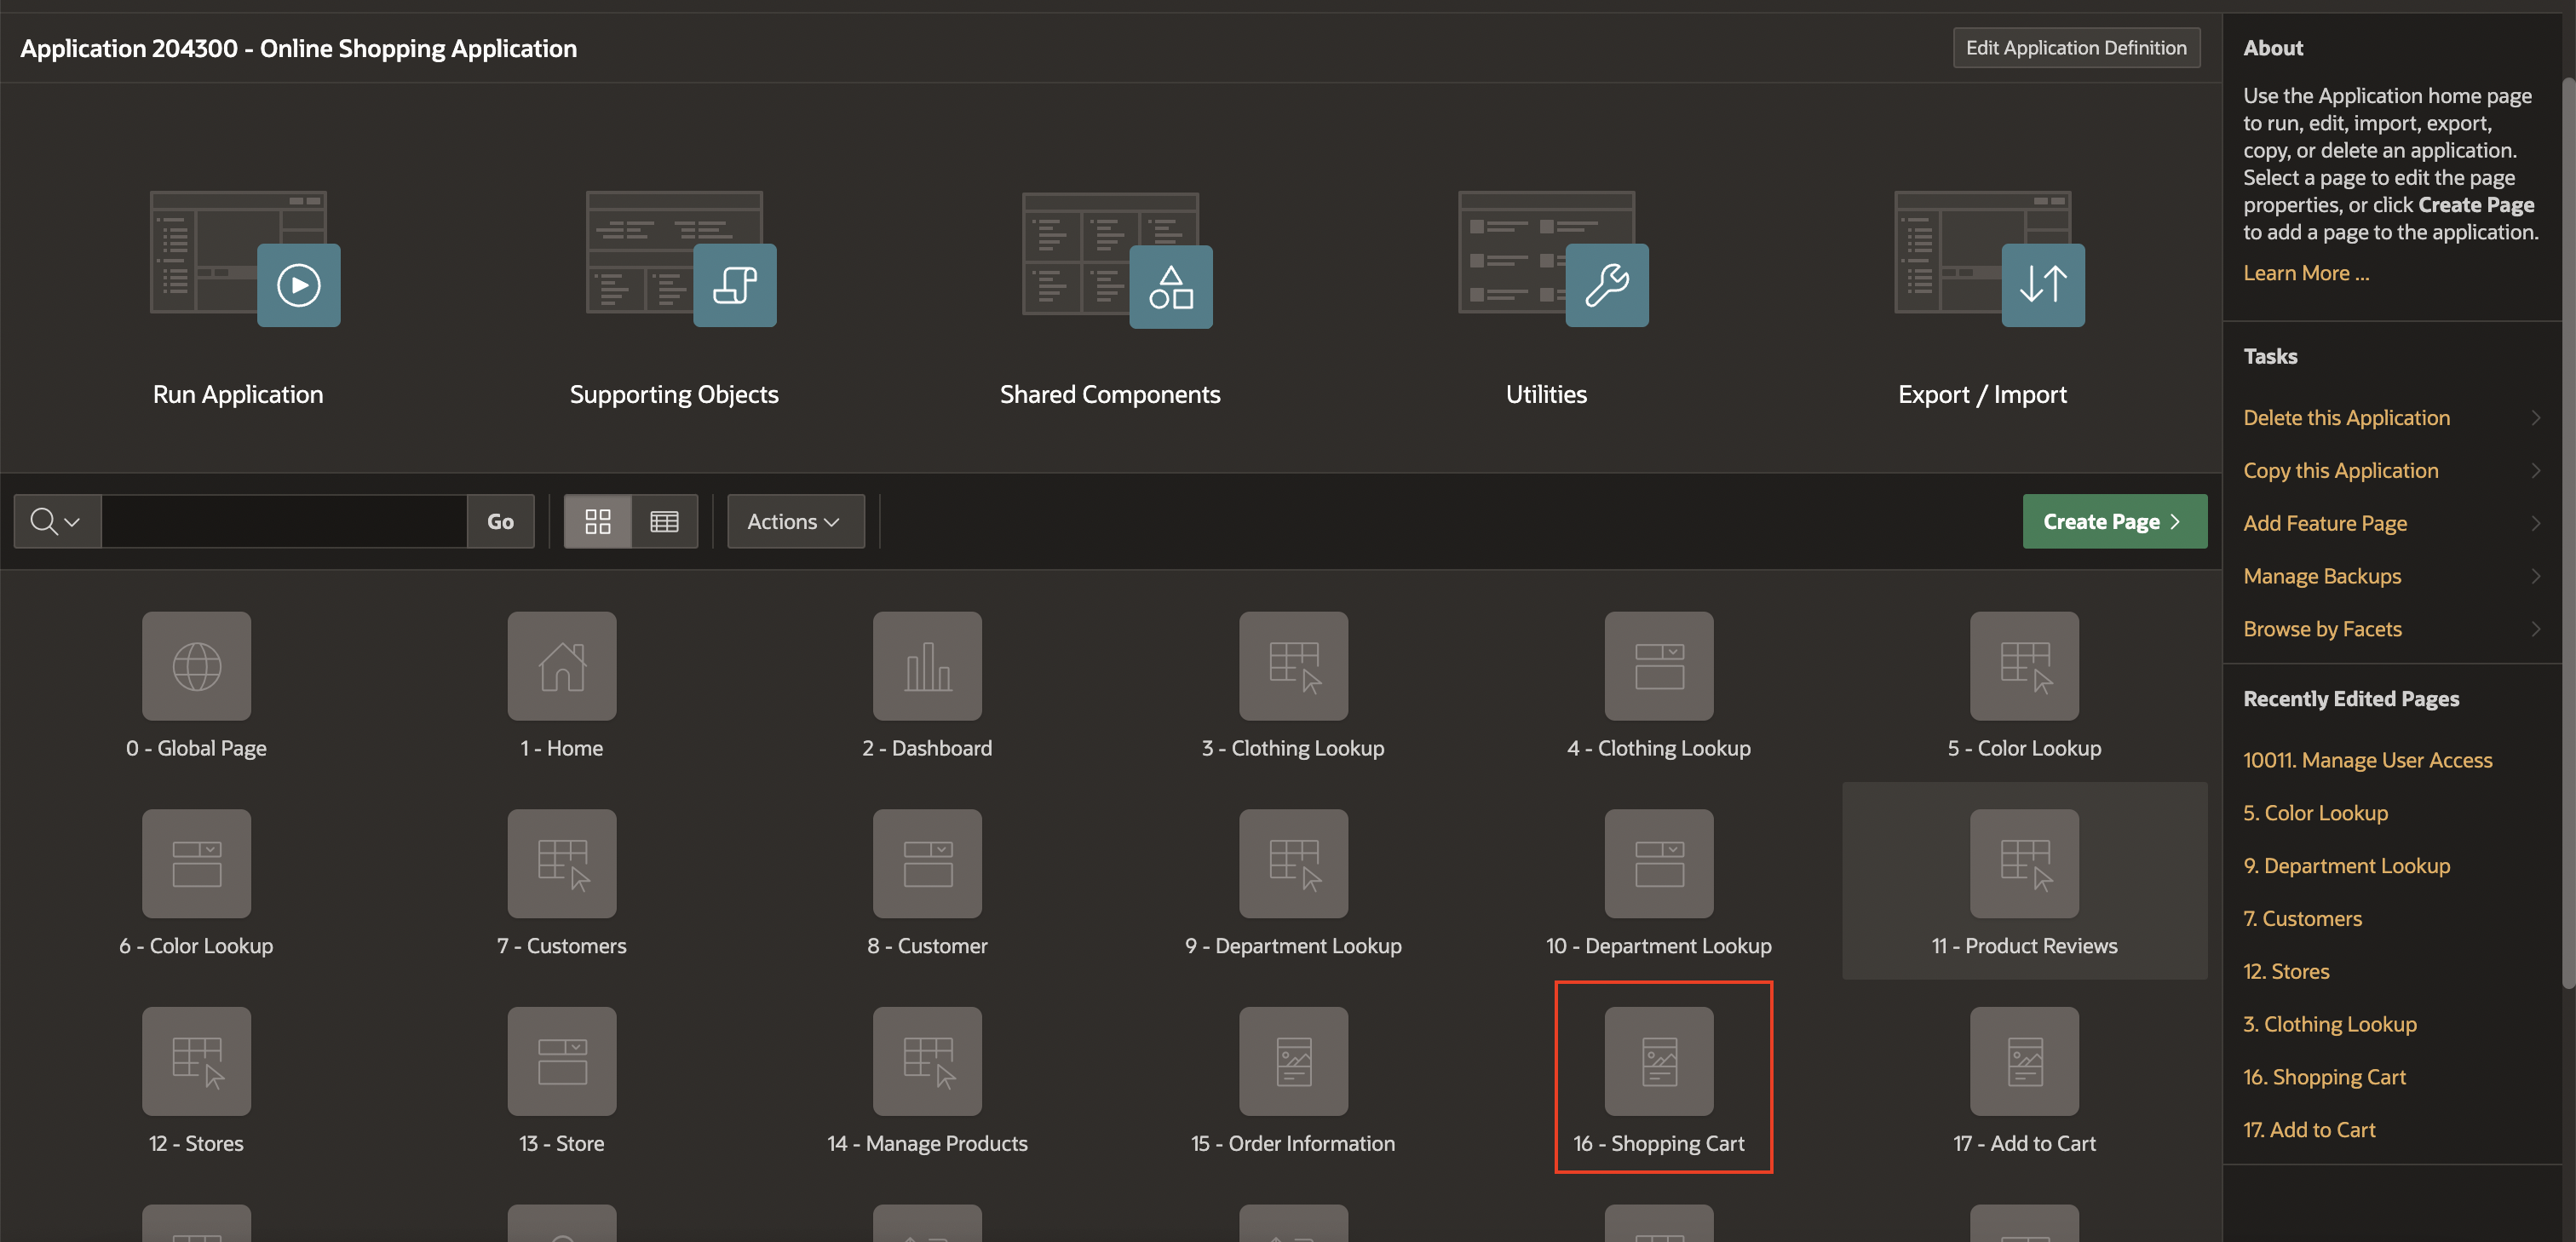 Application 204300 - Online Shopping Application
Edit Application Definition
Run Application
Supporting Objects
Shared Components
Utilities
Export / Import
Go
Actions
Create Page
0 - Global Page
1 - Home
2 - Dashboard
3 - Clothing Lookup
4 - Clothing Lookup
5 - Color Lookup
6 - Color Lookup
7 - Customers
8 - Customer
9 - Department Lookup
10 - Department Lookup
11 - Product Reviews
12 - Stores
13 - Store
14 - Manage Products
15 - Order Information
16 - Shopping Cart
17 - Add to Cart
About
Use the Application home page
to run, edit, import, export,
copy, or delete an application.
Select a page to edit the page
properties, or click Create Page
to add a page to the application.
Learn More ...
Tasks
Delete this Application
Copy this Application
Add Feature Page
Manage Backups
Browse by Facets
Recently Edited Pages
10011. Manage User Access
5. Color Lookup
9. Department Lookup
7. Customers
12. Stores
3. Clothing Lookup
16. Shopping Cart
17. Add to Cart